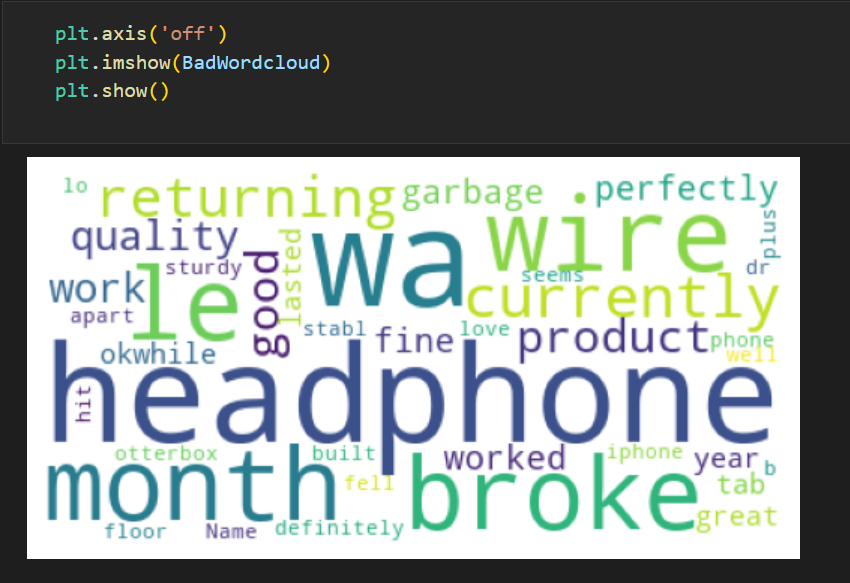 plt.axis('off')
plt.imshow(BadWordcloud)
plt.show()
lo returning garbage perfectly
quality wa wire plus
work le sturdy good lasted seems dr
apart currently
okwhile stabl fine love product phone
well
headphone
hit
otterbox built worked iphone year b
month fell broke tab
great
floor Name definitely